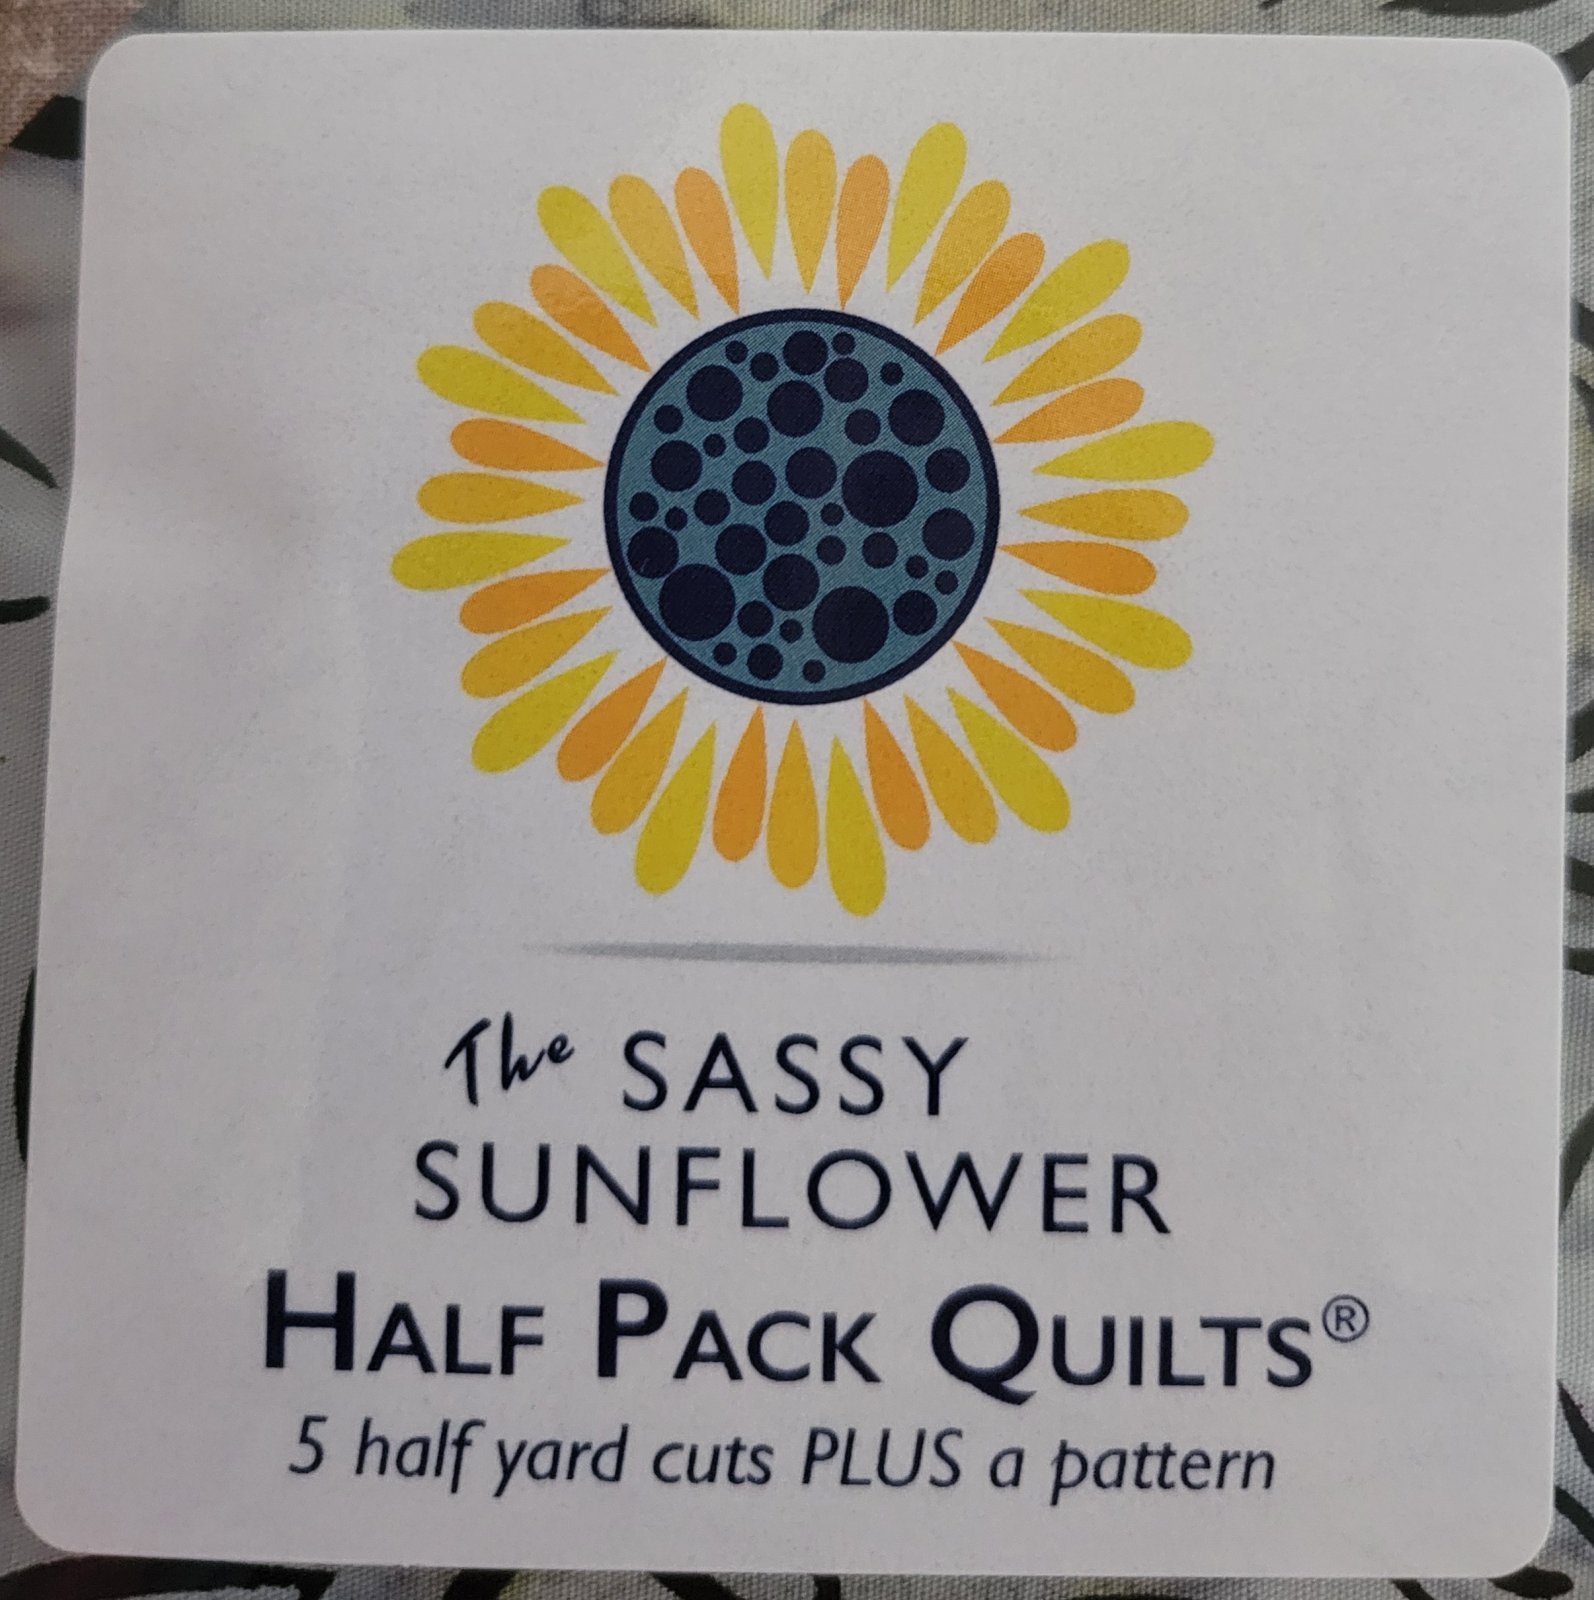 The SASSY
SUNFLOWER
HALF PACK QUILTS®
5 half yard cuts PLUS a pattern